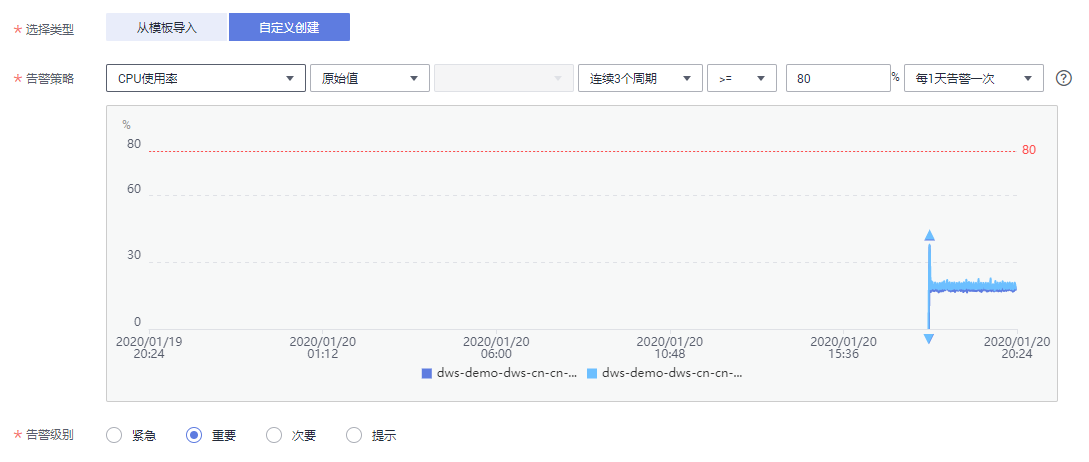 * 选择类型 从模板导入 自定义创建
* 告警策略 CPU使用率 原始值 连续3个周期 >= 80 % 每1天告警一次 ?
%
80 80
60
30
0
2020/01/19 2020/01/20 2020/01/20 2020/01/20 2020/01/20 2020/01/20
20:24 01:12 06:00 10:48 15:36 20:24
dws-demo-dws-cn-cn-... dws-demo-dws-cn-cn-...
* 告警级别 紧急 重要 次要 提示